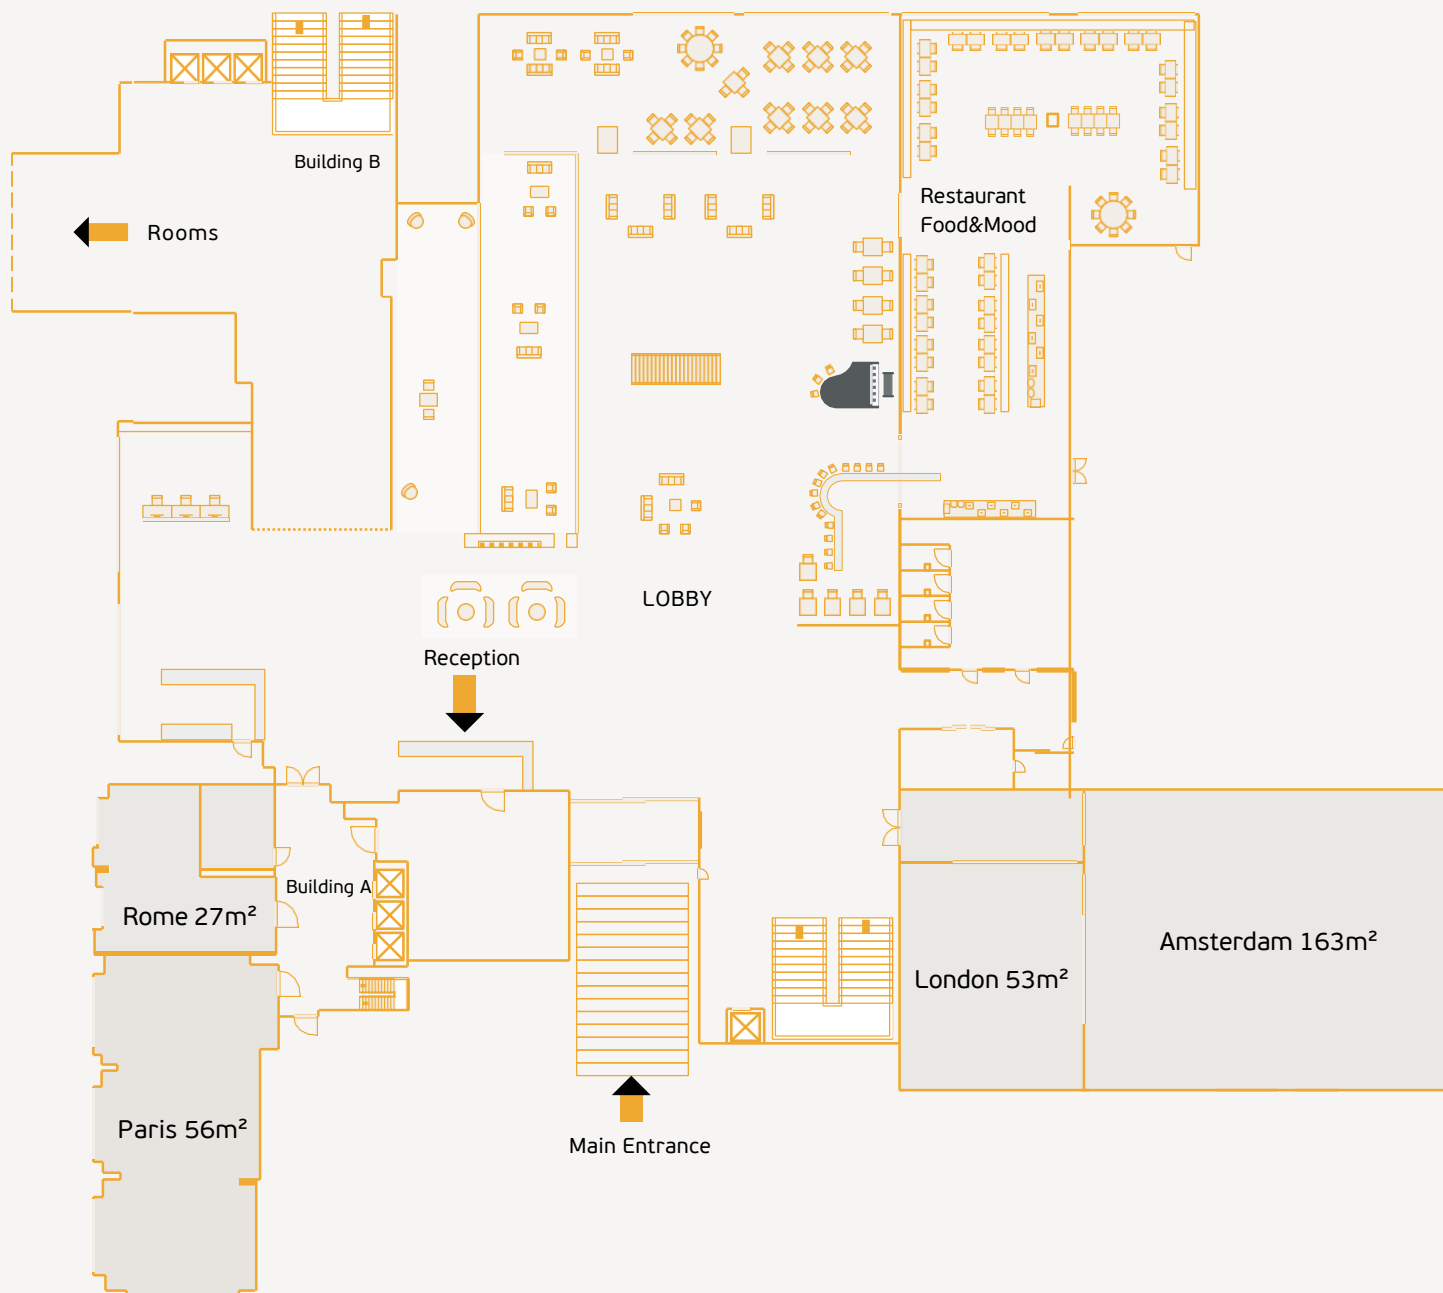 Building B
Rooms
Restaurant
Food&Mood
LOBBY
Reception
Building A
Rome 27m²
Amsterdam 163m²
London 53m²
Paris 56m²
Main Entrance